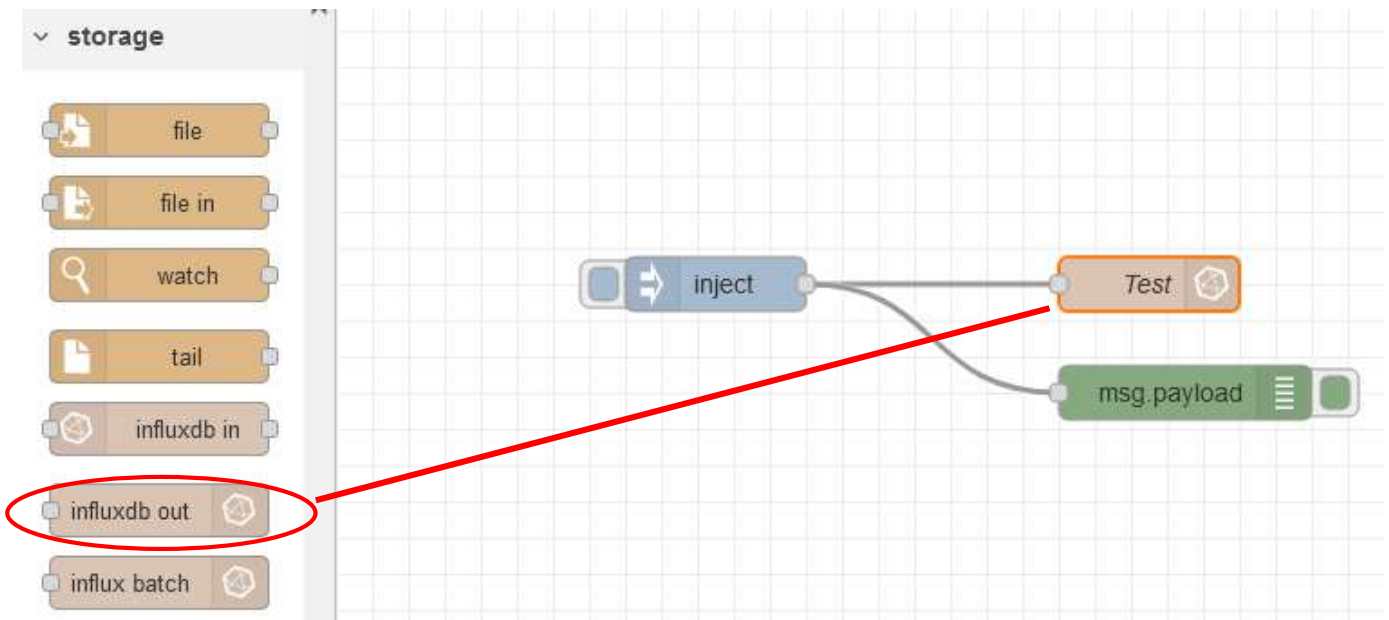 storage
file
file in
watch
tail
influxdb in
influxdb out
influx batch
inject
Test
msg.payload